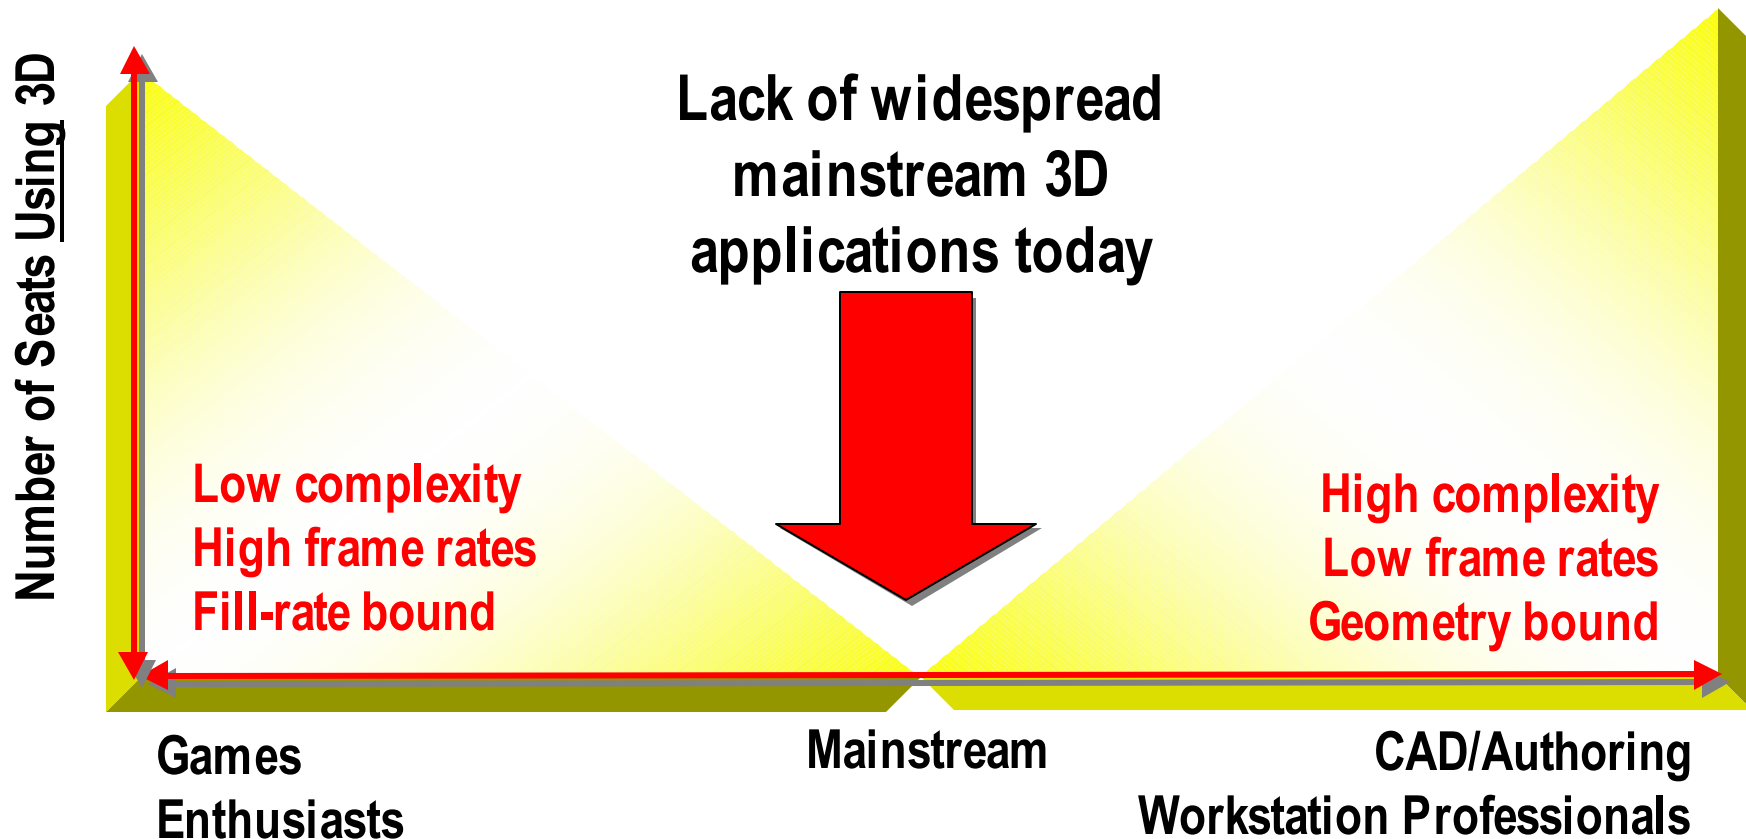 Number of Seats Using 3D
Lack of widespread
mainstream 3D
applications today
Low complexity
High frame rates
Fill-rate bound
High complexity
Low frame rates
Geometry bound
Games
Enthusiasts
Mainstream
CAD/Authoring
Workstation Professionals